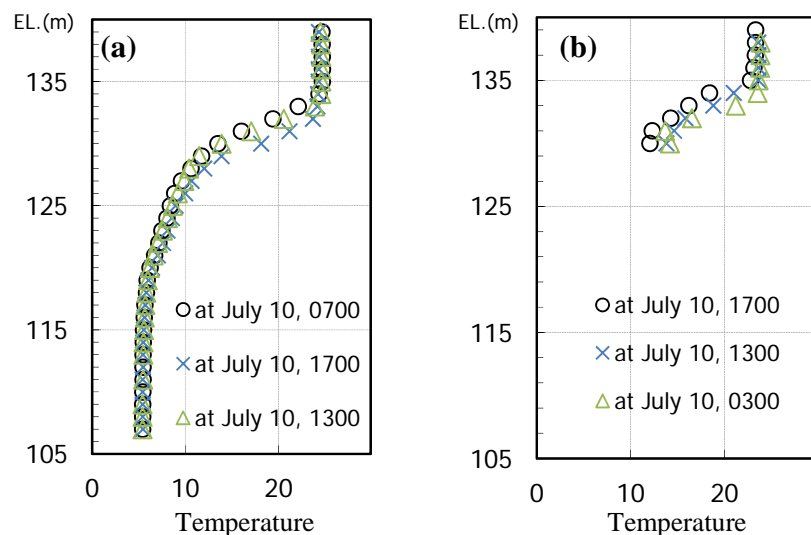 EL.(m)
(a)
135
125
115
105
at July 10, 0700
at July 10, 1700
at July 10, 1300
0
10
20
Temperature
EL.(m)
(b)
135
125
115
105
at July 10, 1700
at July 10, 1300
at July 10, 0300
0
10
20
Temperature